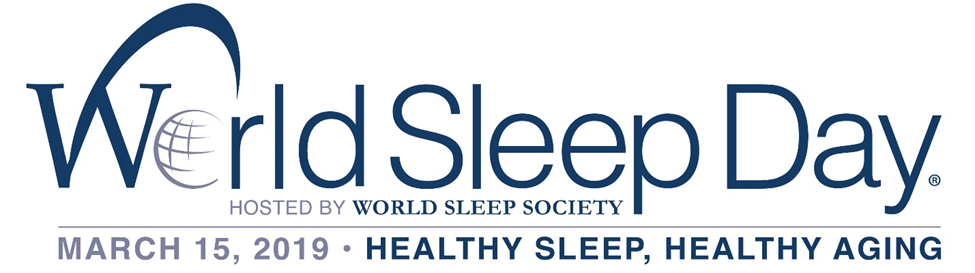 World Sleep Day®
HOSTED BY WORLD SLEEP SOCIETY
MARCH 15, 2019 • HEALTHY SLEEP, HEALTHY AGING